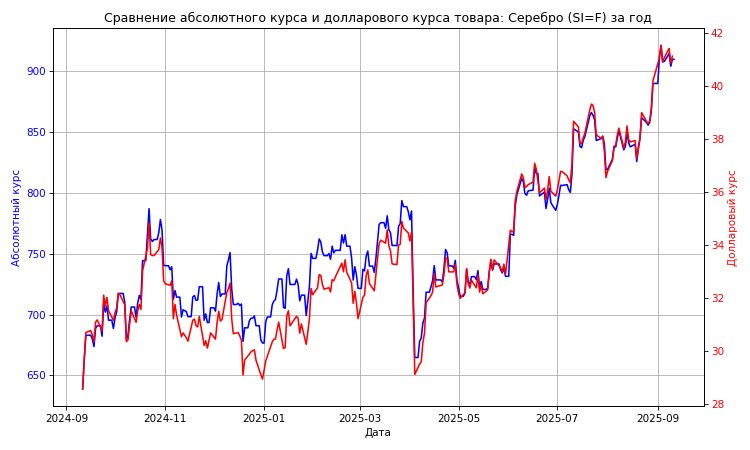 Сравнение абсолютного курса и долларового курса товара: Серебро (SI=F) за год
Абсолютный курс
900
850
800
750
700
650
42
40
38
36
34
32
30
28
Долларовый курс
2024-09 2024-11 2025-01 2025-03 2025-05 2025-07 2025-09
Дата